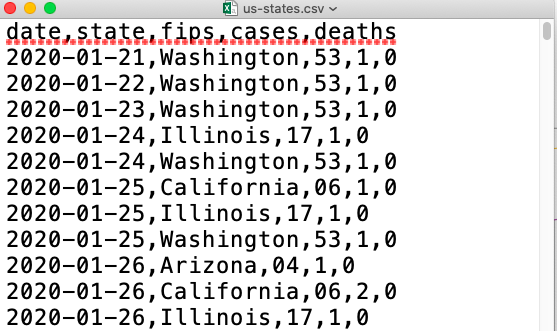 us-states.csv
date,state,fips,cases,deaths
2020-01-21,Washington,53,1,0
2020-01-22,Washington,53,1,0
2020-01-23,Washington,53,1,0
2020-01-24,Illinois,17,1,0
2020-01-24,Washington,53,1,0
2020-01-25,California,06,1,0
2020-01-25,Illinois,17,1,0
2020-01-25,Washington,53,1,0
2020-01-26,Arizona,04,1,0
2020-01-26,California,06,2,0
2020-01-26,Illinois,17,1,0